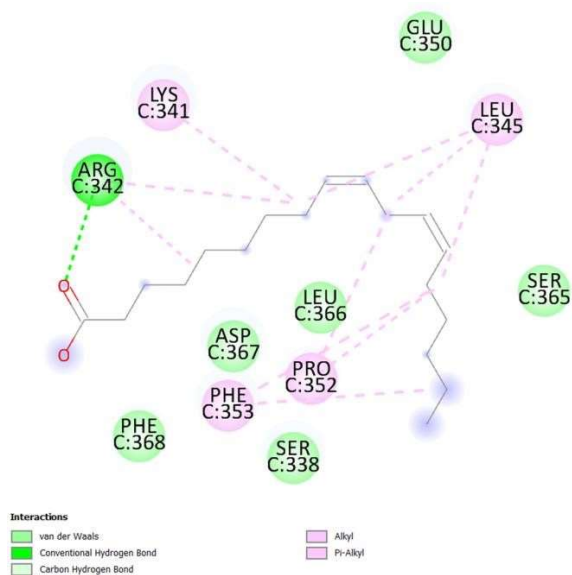 GLU
C:350
LYS
C:341
LEU
C:345
ARG
C:342
O
O
LEU
C:366
SER
C:365
ASP
C:367
PRO
C:352
PHE
C:353
PHE
C:368
SER
C:338
Interactions
van der Waals
Conventional Hydrogen Bond
Carbon Hydrogen Bond
Alkyl
Pi-Alkyl